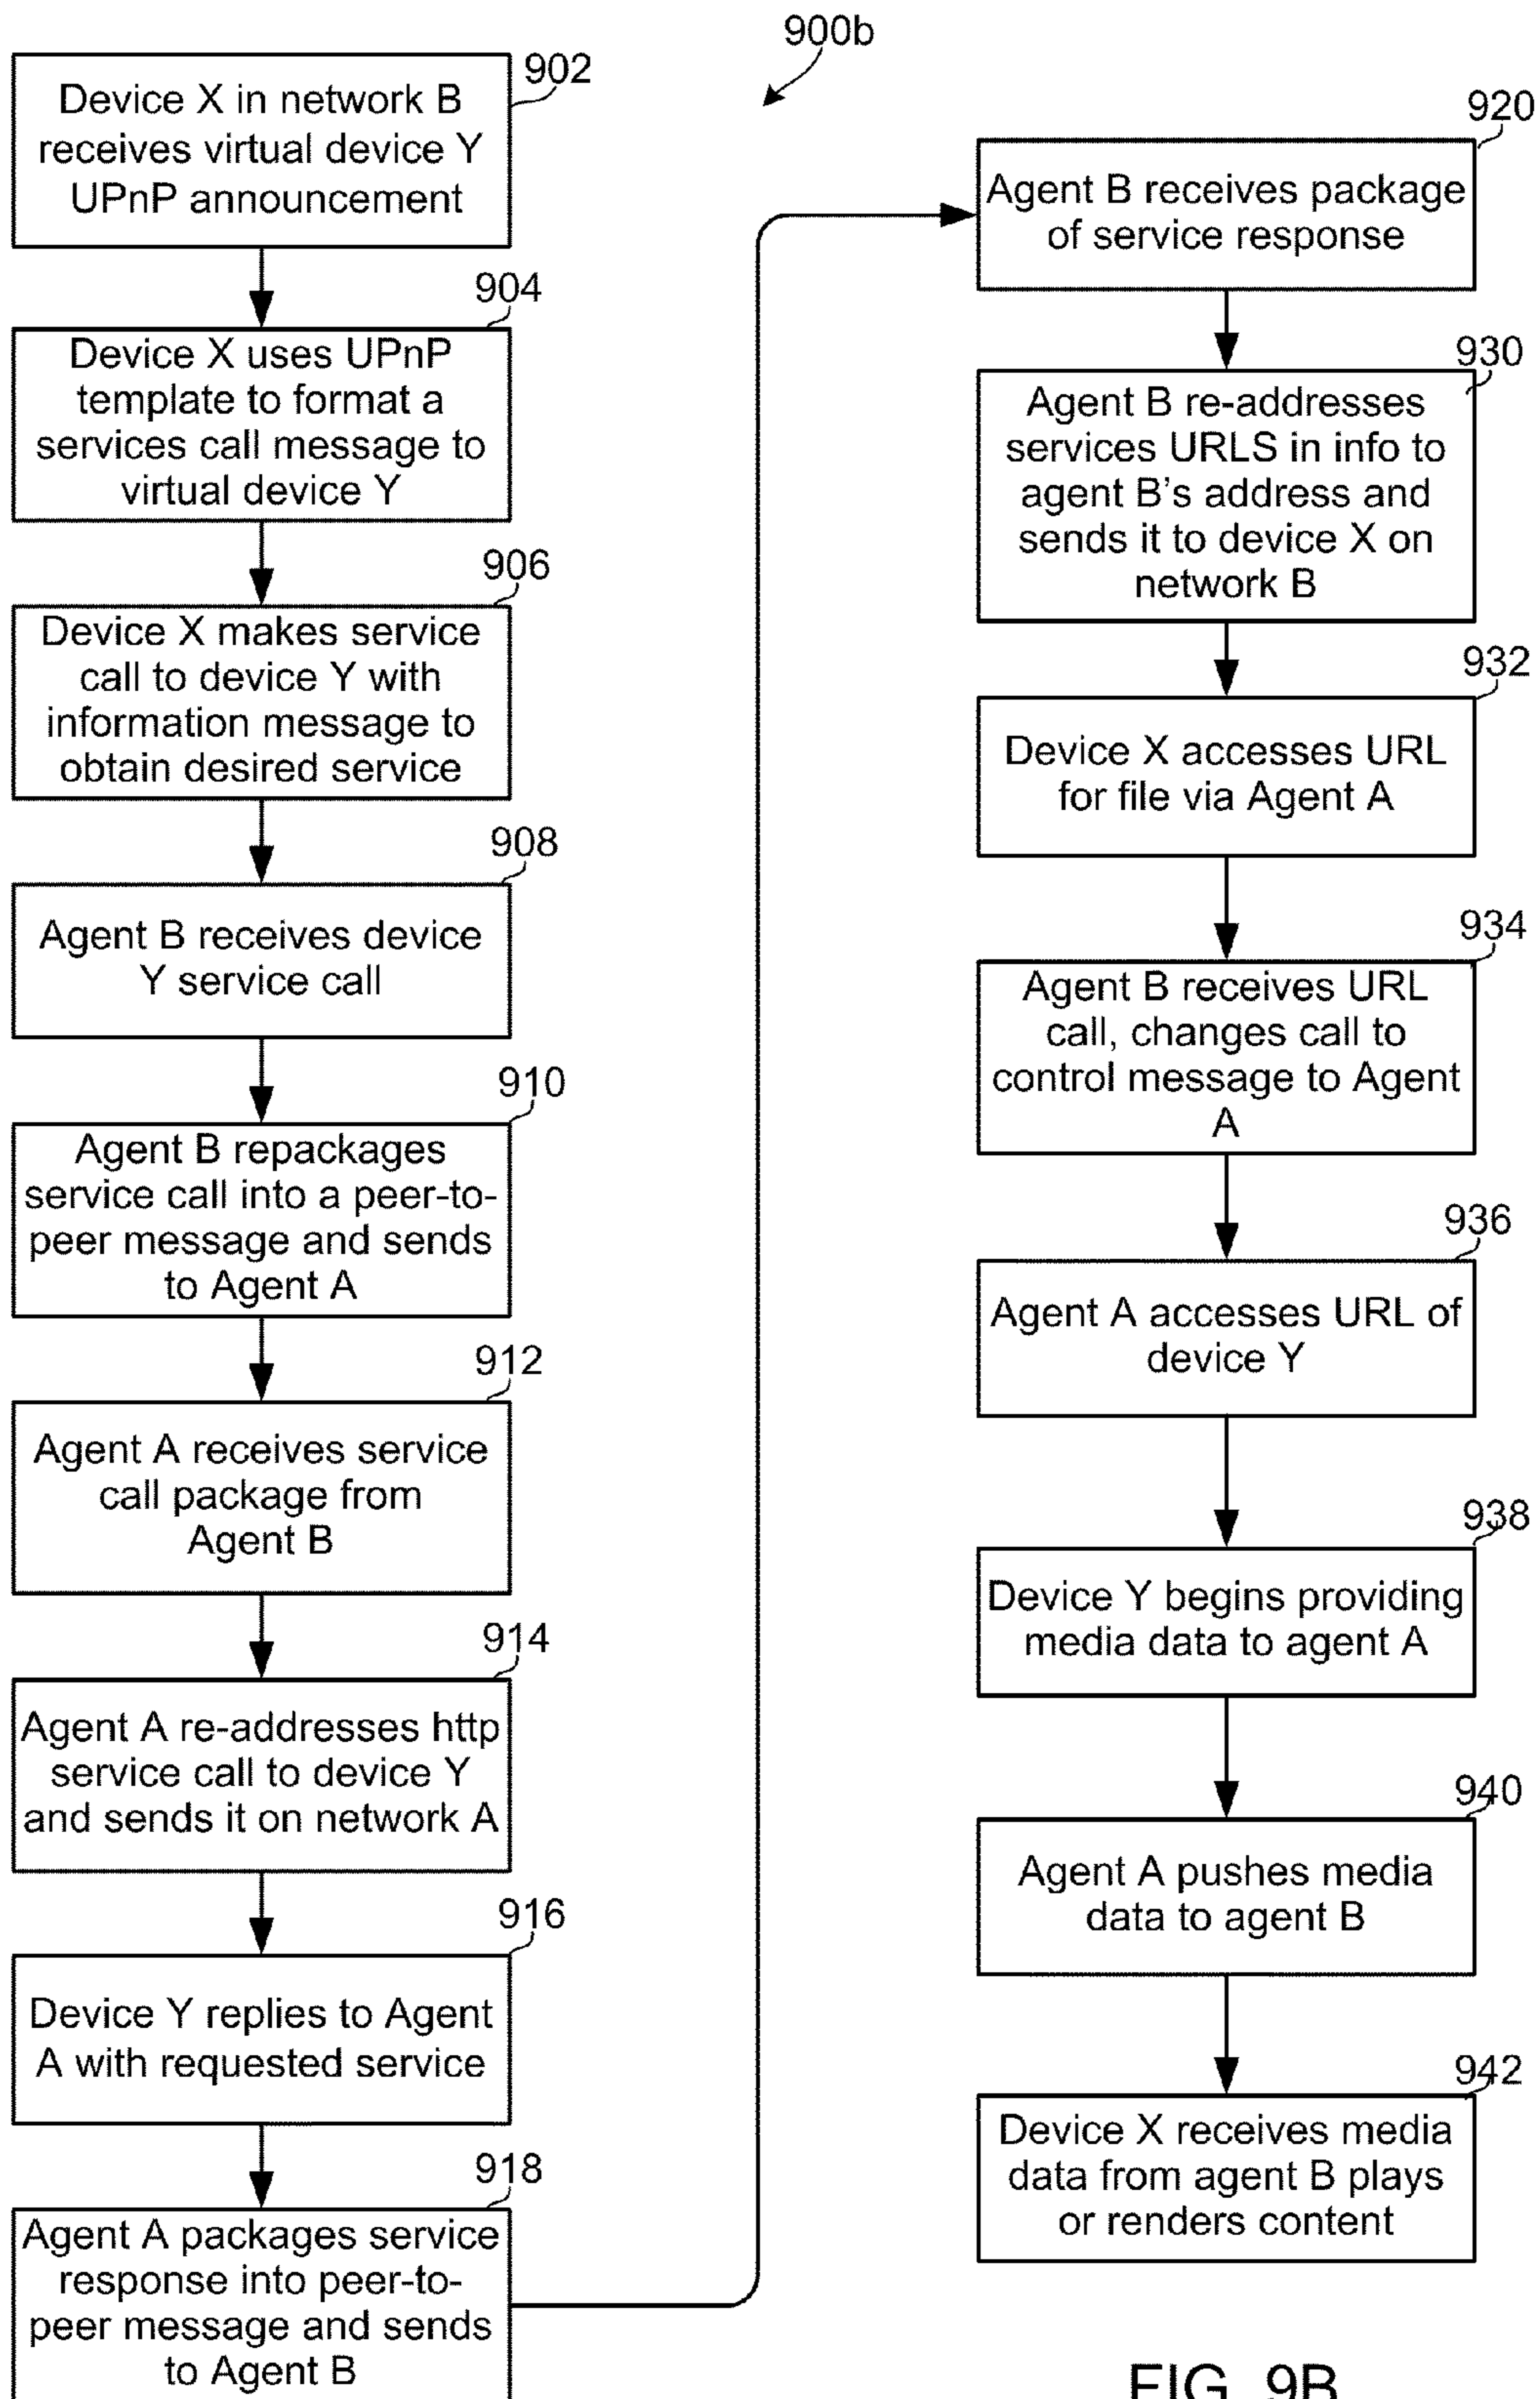 900b
902
Device X in network B
receives virtual device Y
UPnP announcement
904
Device X uses UPnP
template to format a
services call message to
virtual device Y
906
Device X makes service
call to device Y with
information message to
obtain desired service
908
Agent B receives device
Y service call
910
Agent B repackages
service call into a peer-to-
peer message and sends
to Agent A
912
Agent A receives service
call package from
Agent B
914
Agent A re-addresses http
service call to device Y
and sends it on network A
916
Device Y replies to Agent
A with requested service
918
Agent A packages service
response into peer-to-
peer message and sends
to Agent B
920
Agent B receives package
of service response
930
Agent B re-addresses
services URLS in info to
agent B's address and
sends it to device X on
network B
932
Device X accesses URL
for file via Agent A
934
Agent B receives URL
call, changes call to
control message to Agent
A
936
Agent A accesses URL of
device Y
938
Device Y begins providing
media data to agent A
940
Agent A pushes media
data to agent B
942
Device X receives media
data from agent B plays
or renders content
FIG. 9B